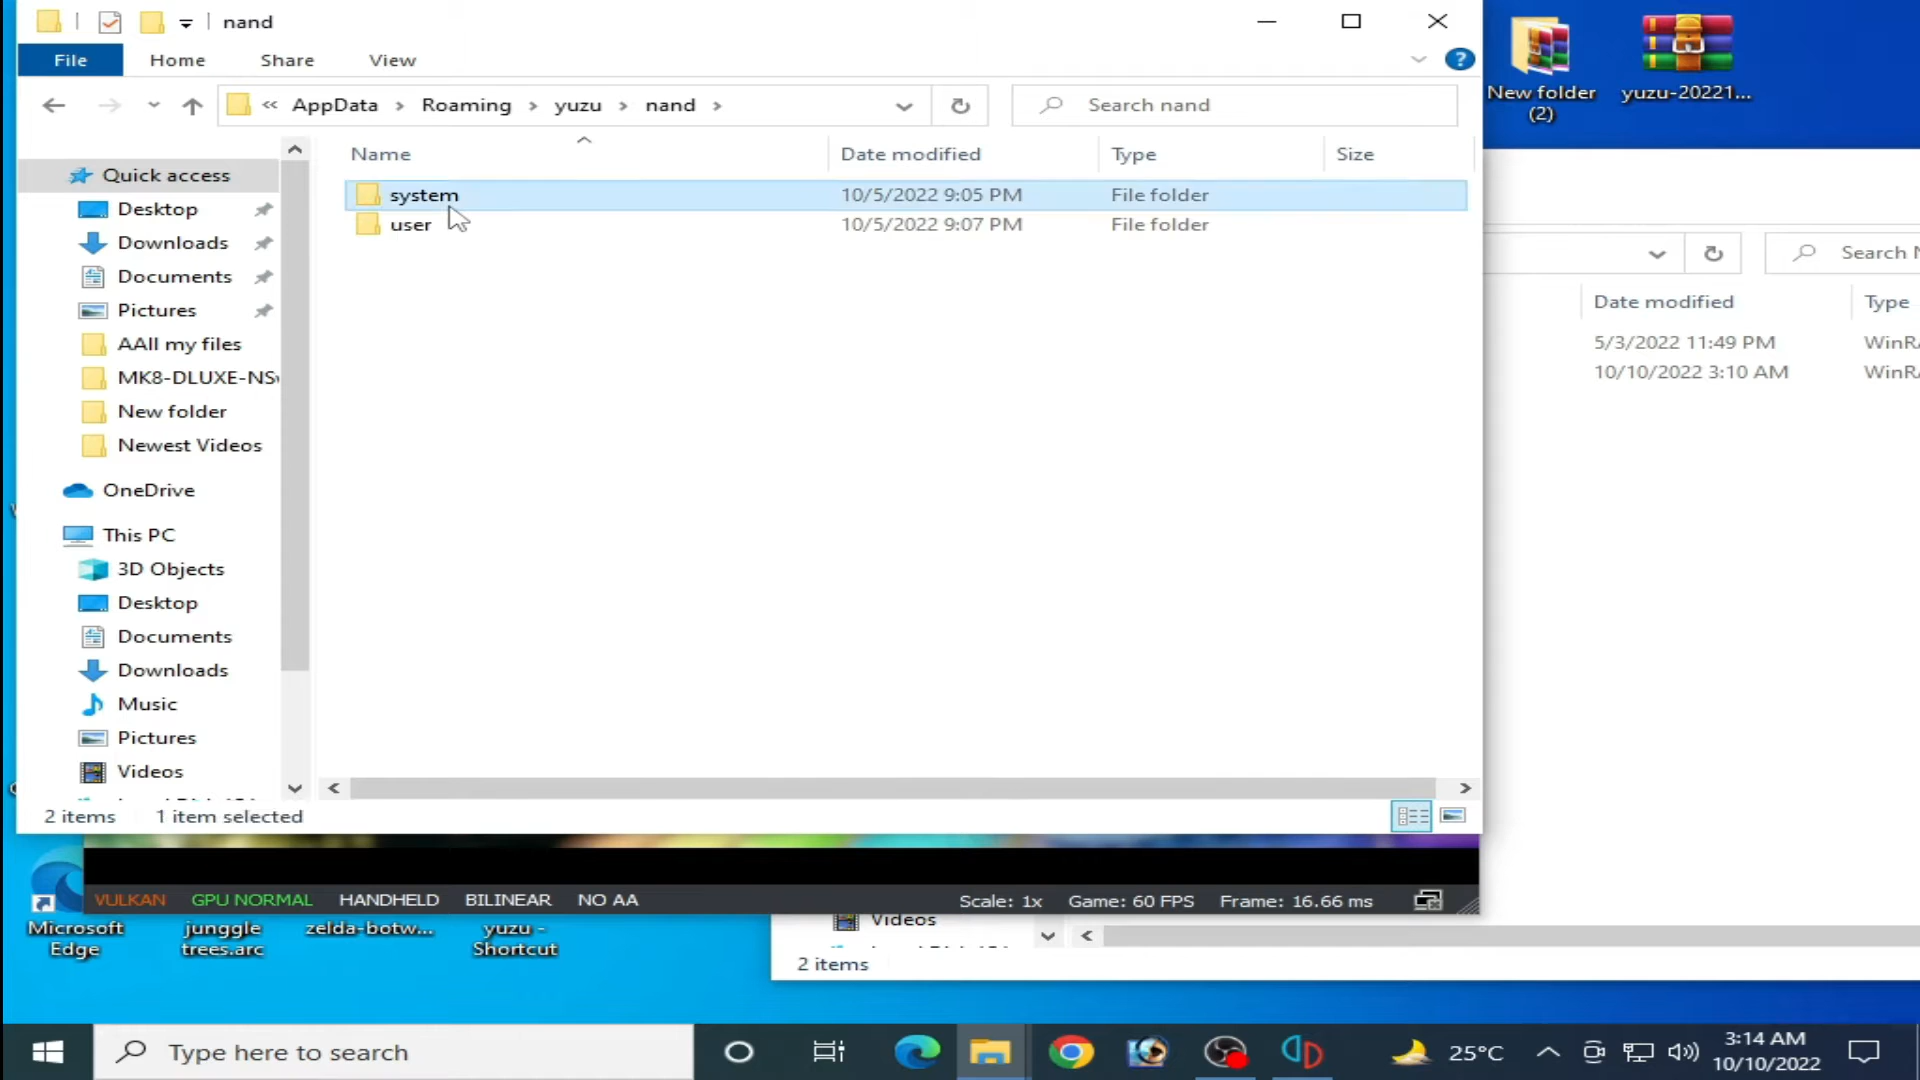 nand
File
Home
Share
View
AppData
Roaming
yuzu
nand
Search nand
Name
Date modified
Type
Size
Quick access
Desktop
Downloads
Documents
Pictures
AAll my files
MK8-DLUXE-NS
New folder
Newest Videos
OneDrive
This PC
3D Objects
Desktop
Documents
Downloads
Music
Pictures
Videos
system 10/5/2022 9:05 PM File folder
user 10/5/2022 9:07 PM File folder
2 items 1 item selected
New folder
(2)
yuzu-20221...
Search N
Date modified
Type
5/3/2022 11:49 PM WinRA
10/10/2022 3:10 AM WinRA
VULKAN GPU NORMAL HANDHELD BILINEAR NO AA Scale: 1x Game: 60 FPS Frame: 16.66 ms
Videos
2 items
Microsoft
Edge
junggle
trees.arc
zelda-botw...
yuzu -
Shortcut
Type here to search
25°C
3:14 AM
10/10/2022